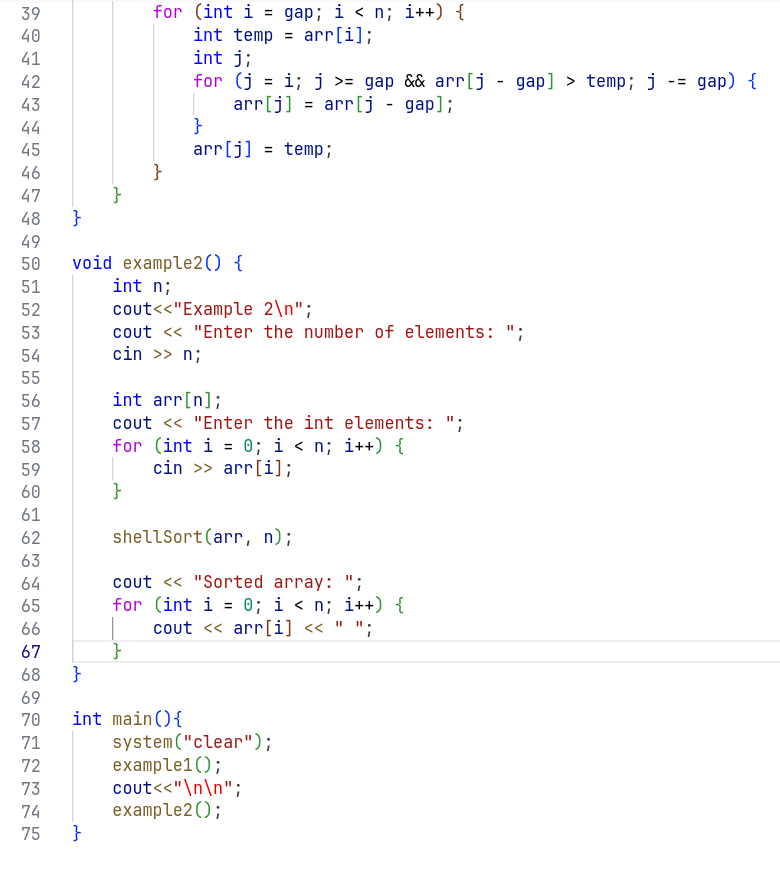 39 for (int i = gap; i < n; i++) {
40 int temp = arr[i];
41 int j;
42 for (j = i; j >= gap && arr[j - gap] > temp; j -= gap) {
43 arr[j] = arr[j - gap];
44 }
45 arr[j] = temp;
46 }
47 }
48 }
49
50 void example2() {
51 int n;
52 cout<<"Example 2\n";
53 cout << "Enter the number of elements: ";
54 cin >> n;
55
56 int arr[n];
57 cout << "Enter the int elements: ";
58 for (int i = 0; i < n; i++) {
59 cin >> arr[i];
60 }
61
62 shellSort(arr, n);
63
64 cout << "Sorted array: ";
65 for (int i = 0; i < n; i++) {
66 cout << arr[i] << " ";
67 }
68 }
69
70 int main(){
71 system("clear");
72 example1();
73 cout<<"\n\n";
74 example2();
75 }